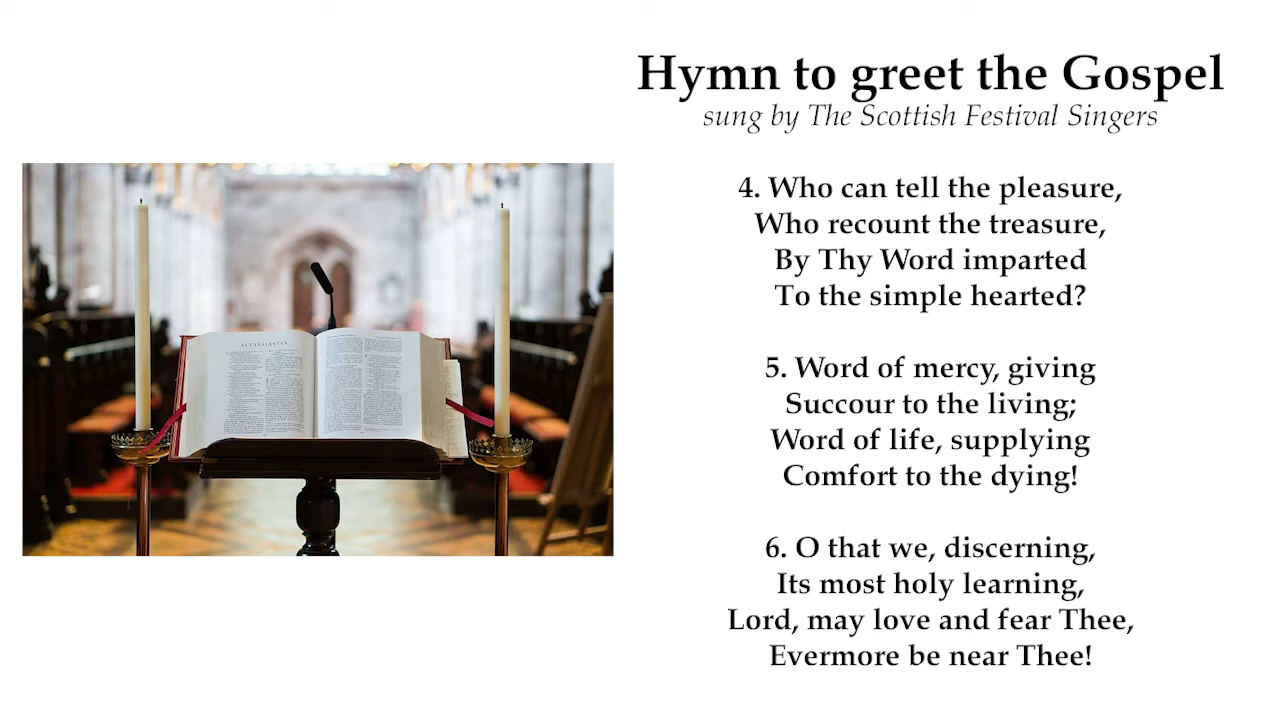 Hymn to greet the Gospel
sung by The Scottish Festival Singers
4. Who can tell the pleasure,
Who recount the treasure,
By Thy Word imparted
To the simple hearted?
5. Word of mercy, giving
Succour to the living;
Word of life, supplying
Comfort to the dying!
6. O that we, discerning,
Its most holy learning,
Lord, may love and fear Thee,
Evermore be near Thee!
ECCLESIASTES